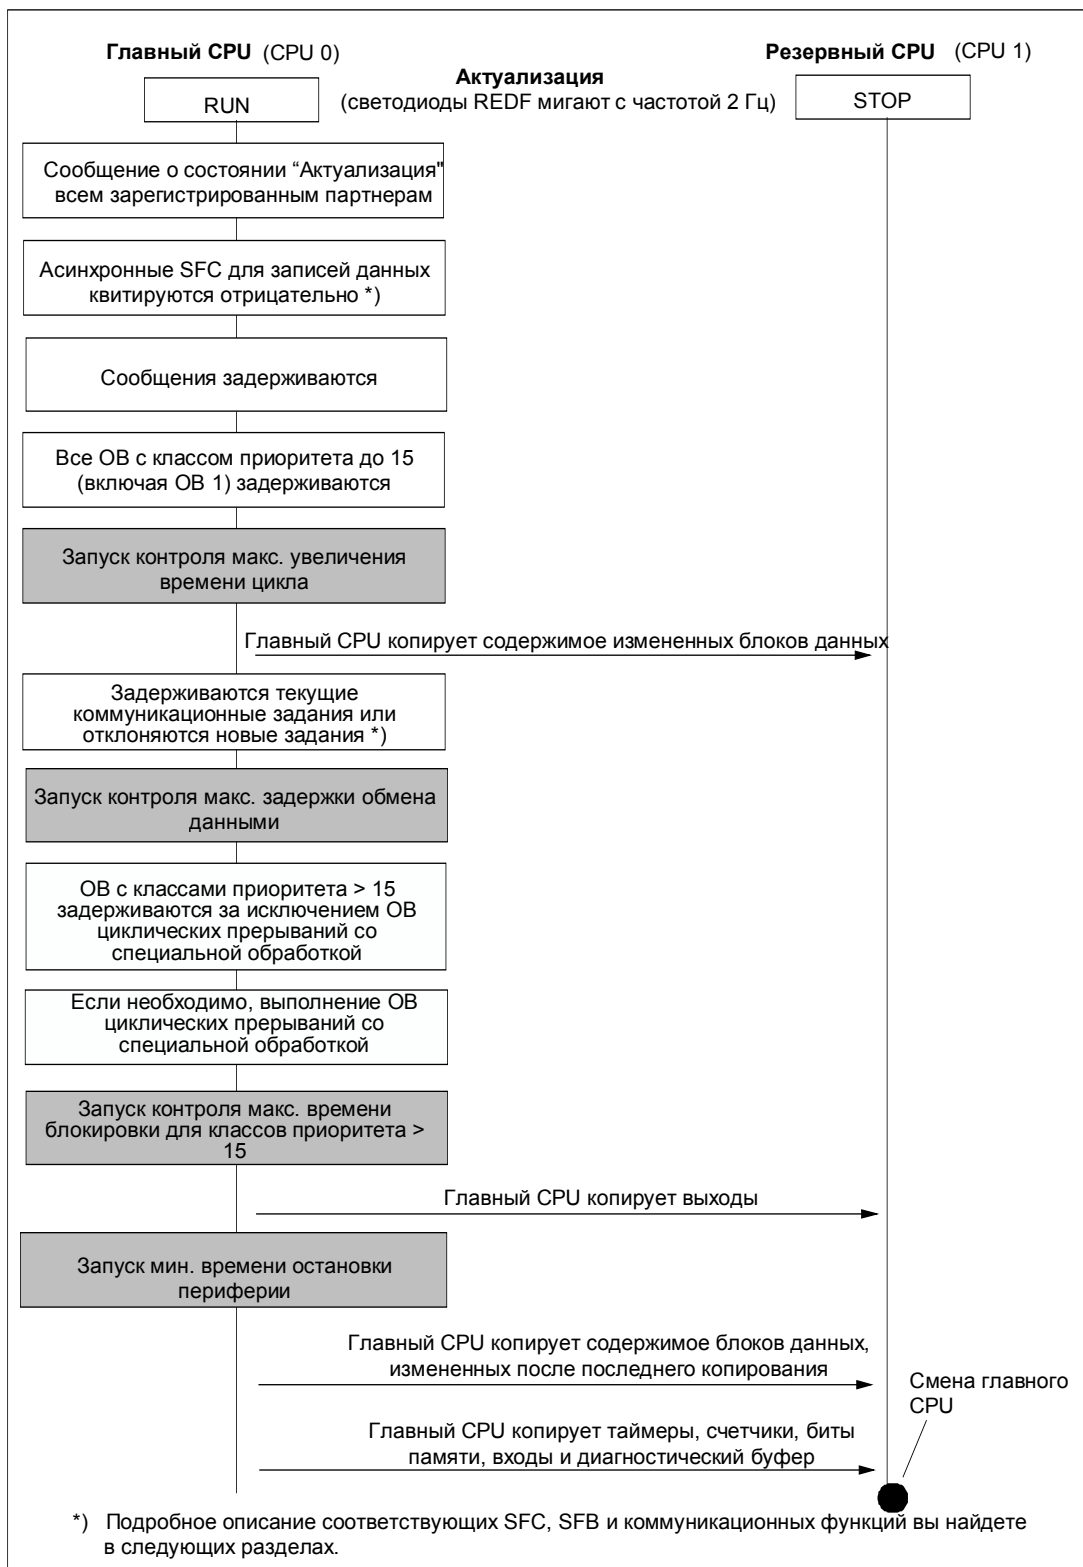 Главный CPU (CPU 0)
Резервный CPU (CPU 1)
Актуализация
(светодиоды REDF мигают с частотой 2 Гц)
RUN
STOP
Сообщение о состоянии “Актуализация"
всем зарегистрированным партнерам
Асинхронные SFC для записей данных
квитируются отрицательно *)
Сообщения задерживаются
Все OB с классом приоритета до 15
(включая OB 1) задерживаются
Запуск контроля макс. увеличения
времени цикла
Главный CPU копирует содержимое измененных блоков данных
Задерживаются текущие
коммуникационные задания или
отклоняются новые задания *)
Запуск контроля макс. задержки обмена
данными
OB с классами приоритета > 15
задерживаются за исключением OB
циклических прерываний со
специальной обработкой
Если необходимо, выполнение OB
циклических прерываний со
специальной обработкой
Запуск контроля макс. времени
блокировки для классов приоритета >
15
Главный CPU копирует выходы
Запуск мин. времени остановки
периферии
Главный CPU копирует содержимое блоков данных,
измененных после последнего копирования
Смена главного
CPU
Главный CPU копирует таймеры, счетчики, биты
памяти, входы и диагностический буфер
*) Подробное описание соответствующих SFC, SFB и коммуникационных функций вы найдете
в следующих разделах.